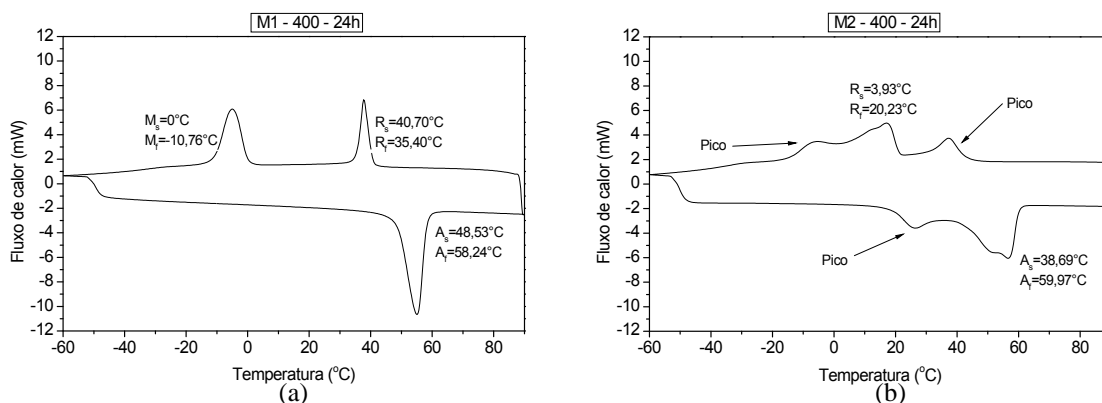 M1 - 400 - 24h
12
10
8
6
4
2
0
-2
-4
-6
-8
-10
-12
Fluxo de calor (mW)
Ms=0°C
Mf=-10,76°C
Rs=40,70°C
Rf=35,40°C
As=48,53°C
Af=58,24°C
-60 -40 -20 0 20 40 60 80
Temperatura (°C)
(a)
M2 - 400 - 24h
12
10
8
6
4
2
0
-2
-4
-6
-8
-10
-12
Fluxo de calor (mW)
Rs=3,93°C
Rf=20,23°C
Pico
Pico
Pico
As=38,69°C
Af=59,97°C
-60 -40 -20 0 20 40 60 80
Temperatura (°C)
(b)